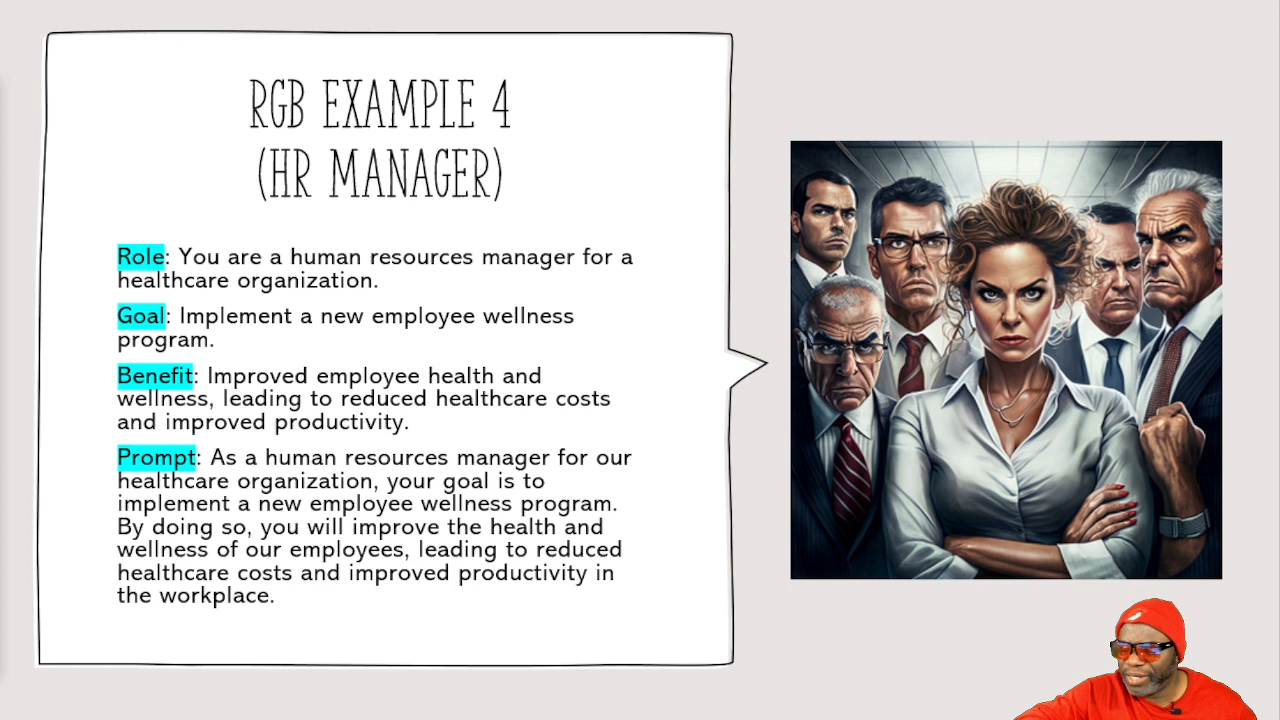 RGB EXAMPLE 4
(HR MANAGER)
Role: You are a human resources manager for a
healthcare organization.
Goal: Implement a new employee wellness
program.
Benefit: Improved employee health and
wellness, leading to reduced healthcare costs
and improved productivity.
Prompt: As a human resources manager for our
healthcare organization, your goal is to
implement a new employee wellness program.
By doing so, you will improve the health and
wellness of our employees, leading to reduced
healthcare costs and improved productivity in
the workplace.